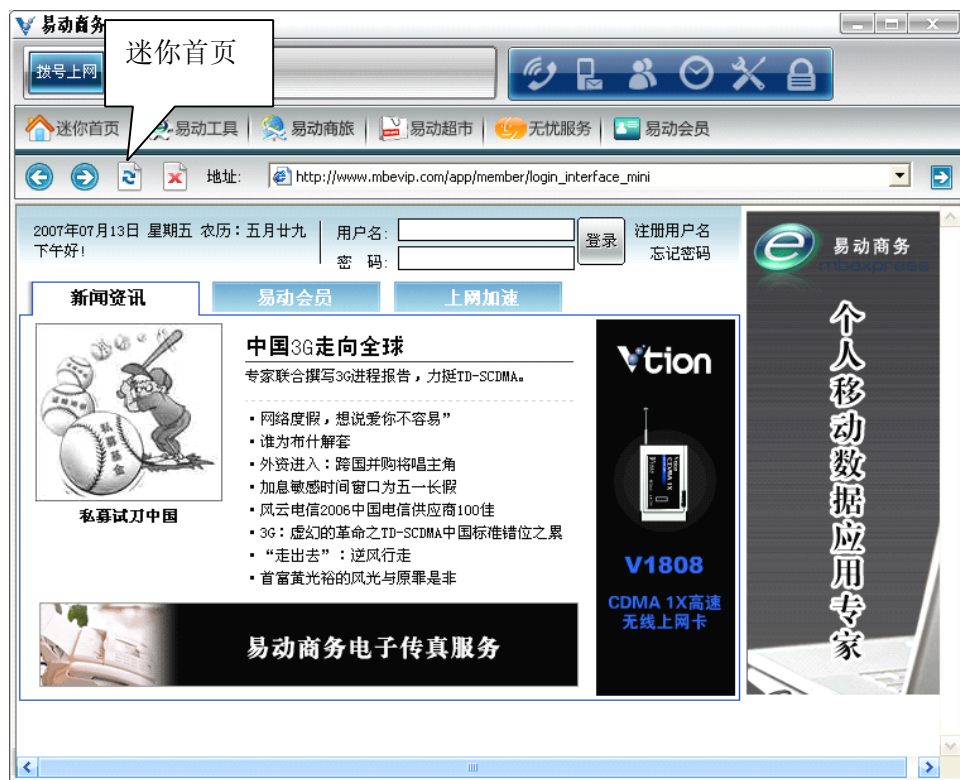 易动商务
迷你首页
拨号上网
迷你首页
易动工具
易动商旅
易动超市
无忧服务
易动会员
地址:
http://www.mbevip.com/app/member/login_interface_mini
2007年07月13日 星期五 农历：五月廿九
下午好!
用户名:
密 码:
登录
注册用户名
忘记密码
新闻资讯
易动会员
上网加速
私募基金
私募试刀中国
中国3G走向全球
专家联合撰写3G进程报告，力挺TD-SCDMA。
·网络度假，想说爱你不容易”
·谁为布什解套
·外资进入：跨国并购将唱主角
·加息敏感时间窗口为五一长假
·风云电信2006中国电信供应商100佳
·3G：虚幻的革命之TD-SCDMA中国标准错位之累
·“走出去”：逆风行走
·首富黄光裕的风光与原罪是非
易动商务电子传真服务
Vtion
V1808
CDMA 1X高速
无线上网卡
易动商务
mbexpress
个人移动数据应用专家